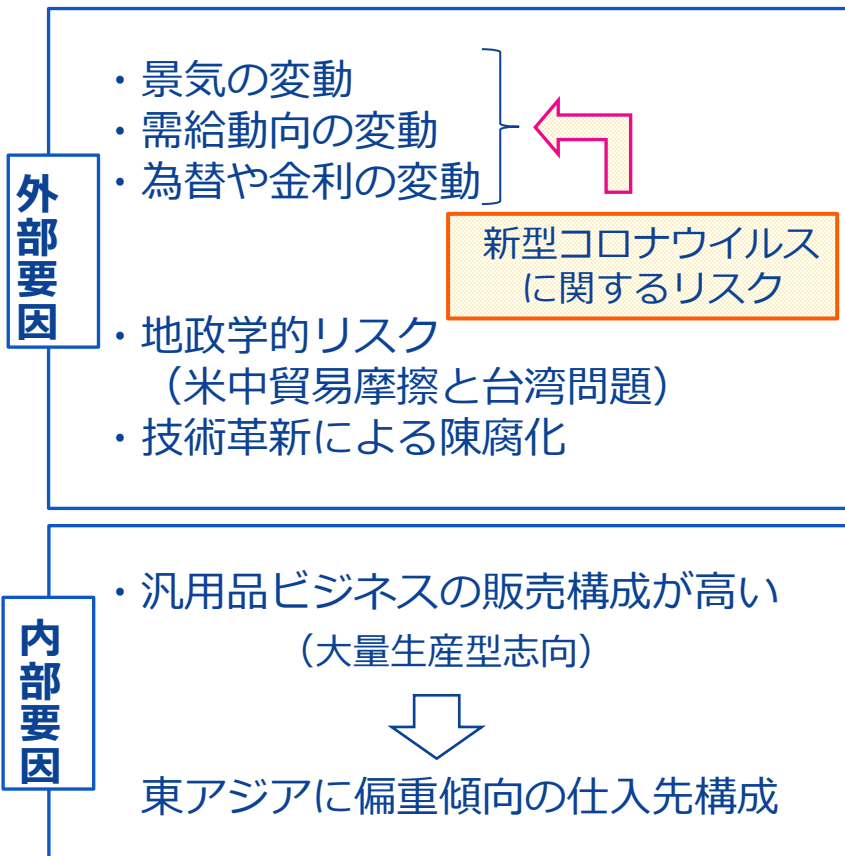 外部要因
・景気の変動
・需給動向の変動
・為替や金利の変動
新型コロナウイルス
に関するリスク
・地政学的リスク
（米中貿易摩擦と台湾問題）
・技術革新による陳腐化
内部要因
・汎用品ビジネスの販売構成が高い
（大量生産型志向）
東アジアに偏重傾向の仕入先構成